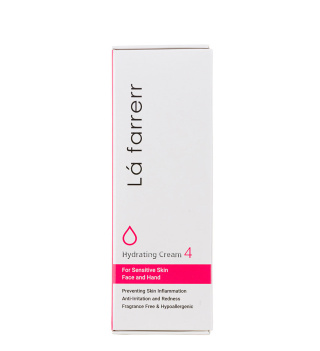 Lá farrerr
Hydrating Cream 4
For Sensitive Skin
Face and Hand
Preventing Skin Inflammation
Anti-Irritation and Redness
Fragrance Free & Hypoallergenic